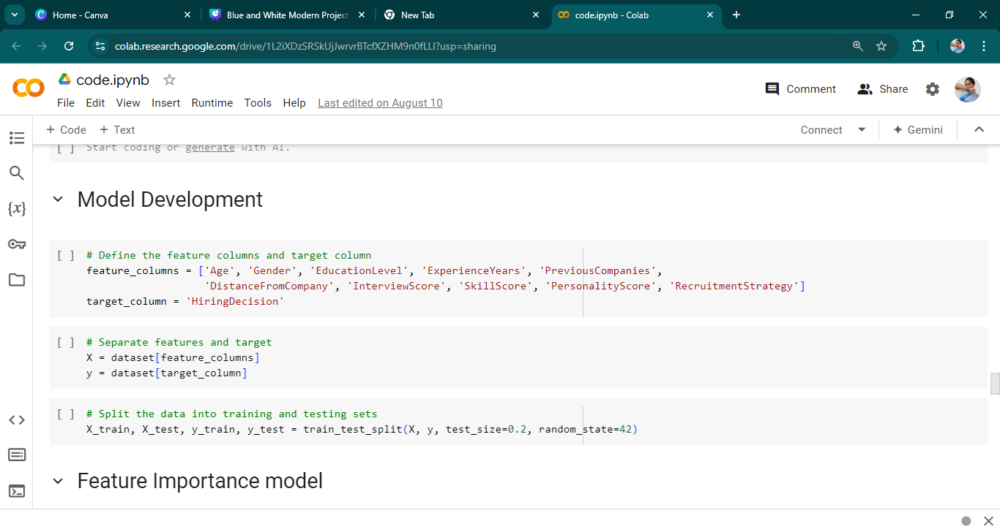 Home - Canva
Blue and White Modern Project
New Tab
code.ipynb - Colab
colab.research.google.com/drive/1L2iXDzSRSkUjJwrvrBTcfXZHM9n0fLLI?usp=sharing
code.ipynb
File Edit View Insert Runtime Tools Help Last edited on August 10
Comment Share
+ Code + Text
Connect Gemini
[ ] Start coding or generate with AI.
Model Development
[ ] # Define the feature columns and target column
feature_columns = ['Age', 'Gender', 'EducationLevel', 'ExperienceYears', 'PreviousCompanies',
'DistanceFromCompany', 'InterviewScore', 'SkillScore', 'PersonalityScore', 'RecruitmentStrategy']
target_column = 'HiringDecision'
[ ] # Separate features and target
X = dataset[feature_columns]
y = dataset[target_column]
[ ] # Split the data into training and testing sets
X_train, X_test, y_train, y_test = train_test_split(X, y, test_size=0.2, random_state=42)
Feature Importance model